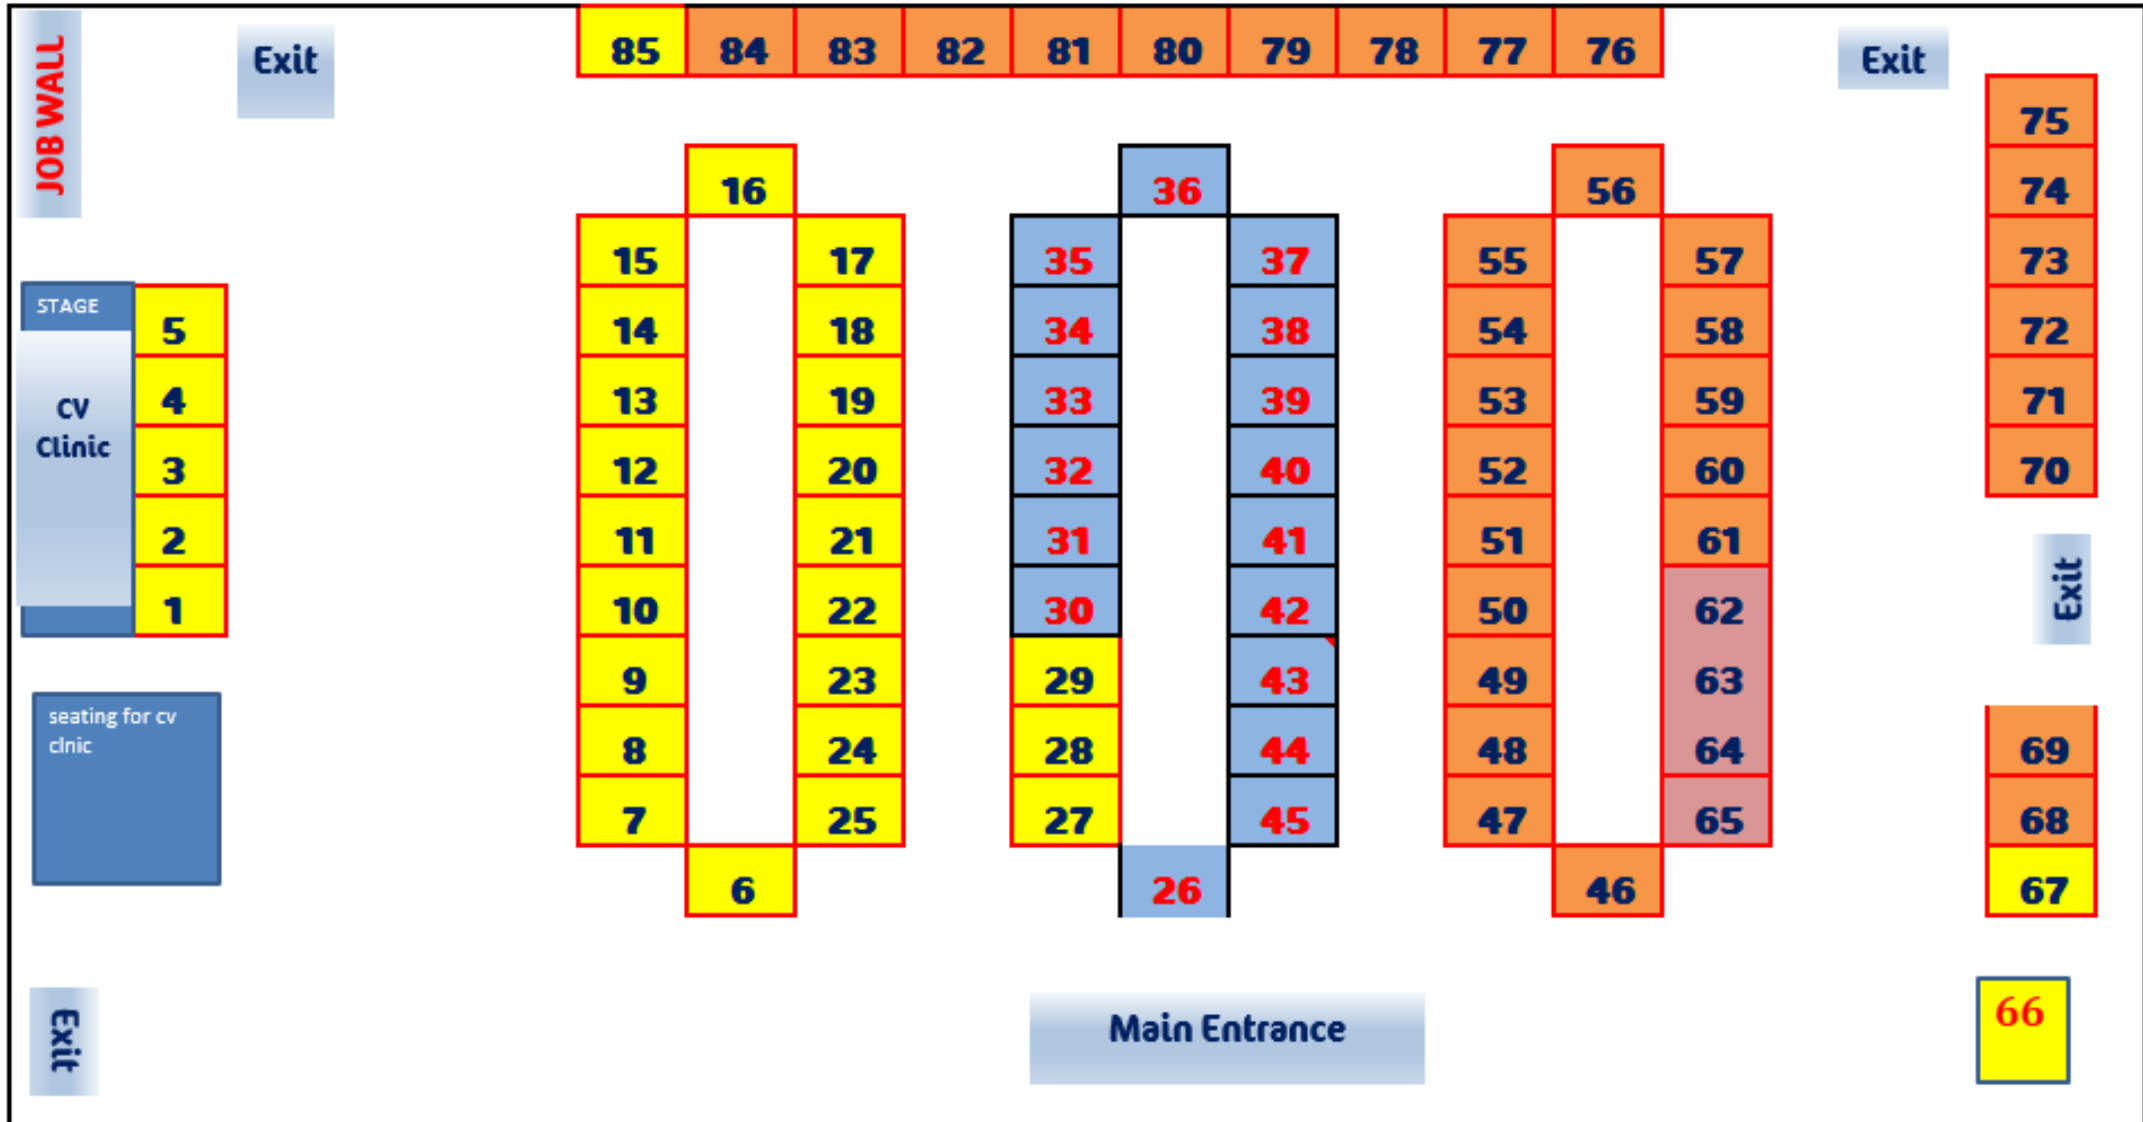 JOB WALL
Exit
85 84 83 82 81 80 79 78 77 76
Exit
75
16 36 56 74
15 17 35 37 55 57 73
STAGE
5 14 18 34 38 54 58 72
CV
Clinic
4 13 19 33 39 53 59 71
3 12 20 32 40 52 60 70
2 11 21 31 41 51 61
Exit
1 10 22 30 42 50 62
9 23 29 43 49 63
seating for cv
clnic
8 24 28 44 48 64 69
7 25 27 45 47 65 68
6 26 46 67
Exit
Main Entrance
66